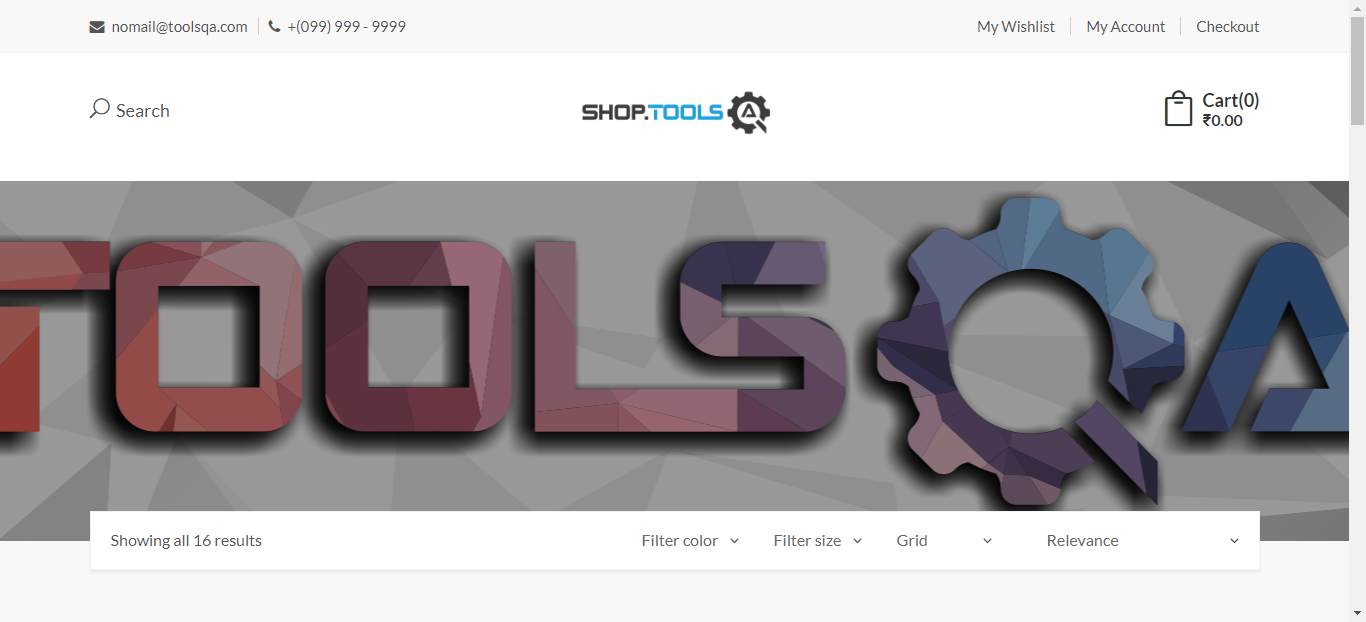 nomail@toolsqa.com
+(099) 999 - 9999
My Wishlist
My Account
Checkout
Search
SHOP.TOOLS
Cart(0)
₹0.00
TOOLSQA
Showing all 16 results
Filter color
Filter size
Grid
Relevance